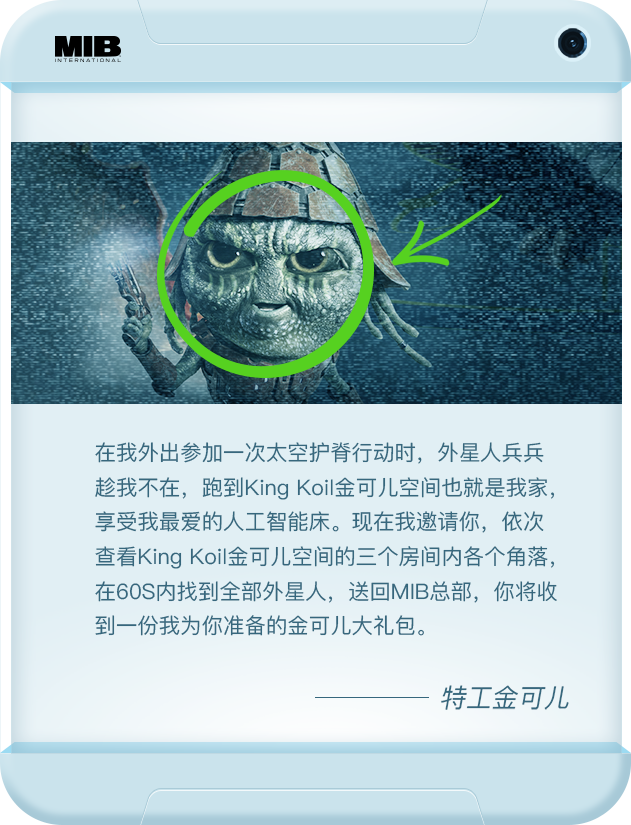 MIB
INTERNATIONAL
在我外出参加一次太空护脊行动时，外星人兵兵
趁我不在，跑到King Koil金可儿空间也就是我家，
享受我最爱的人工智能床。现在我邀请你，依次
查看King Koil金可儿空间的三个房间内各个角落，
在60S内找到全部外星人，送回MIB总部，你将收
到一份我为你准备的金可儿大礼包。
特工金可儿